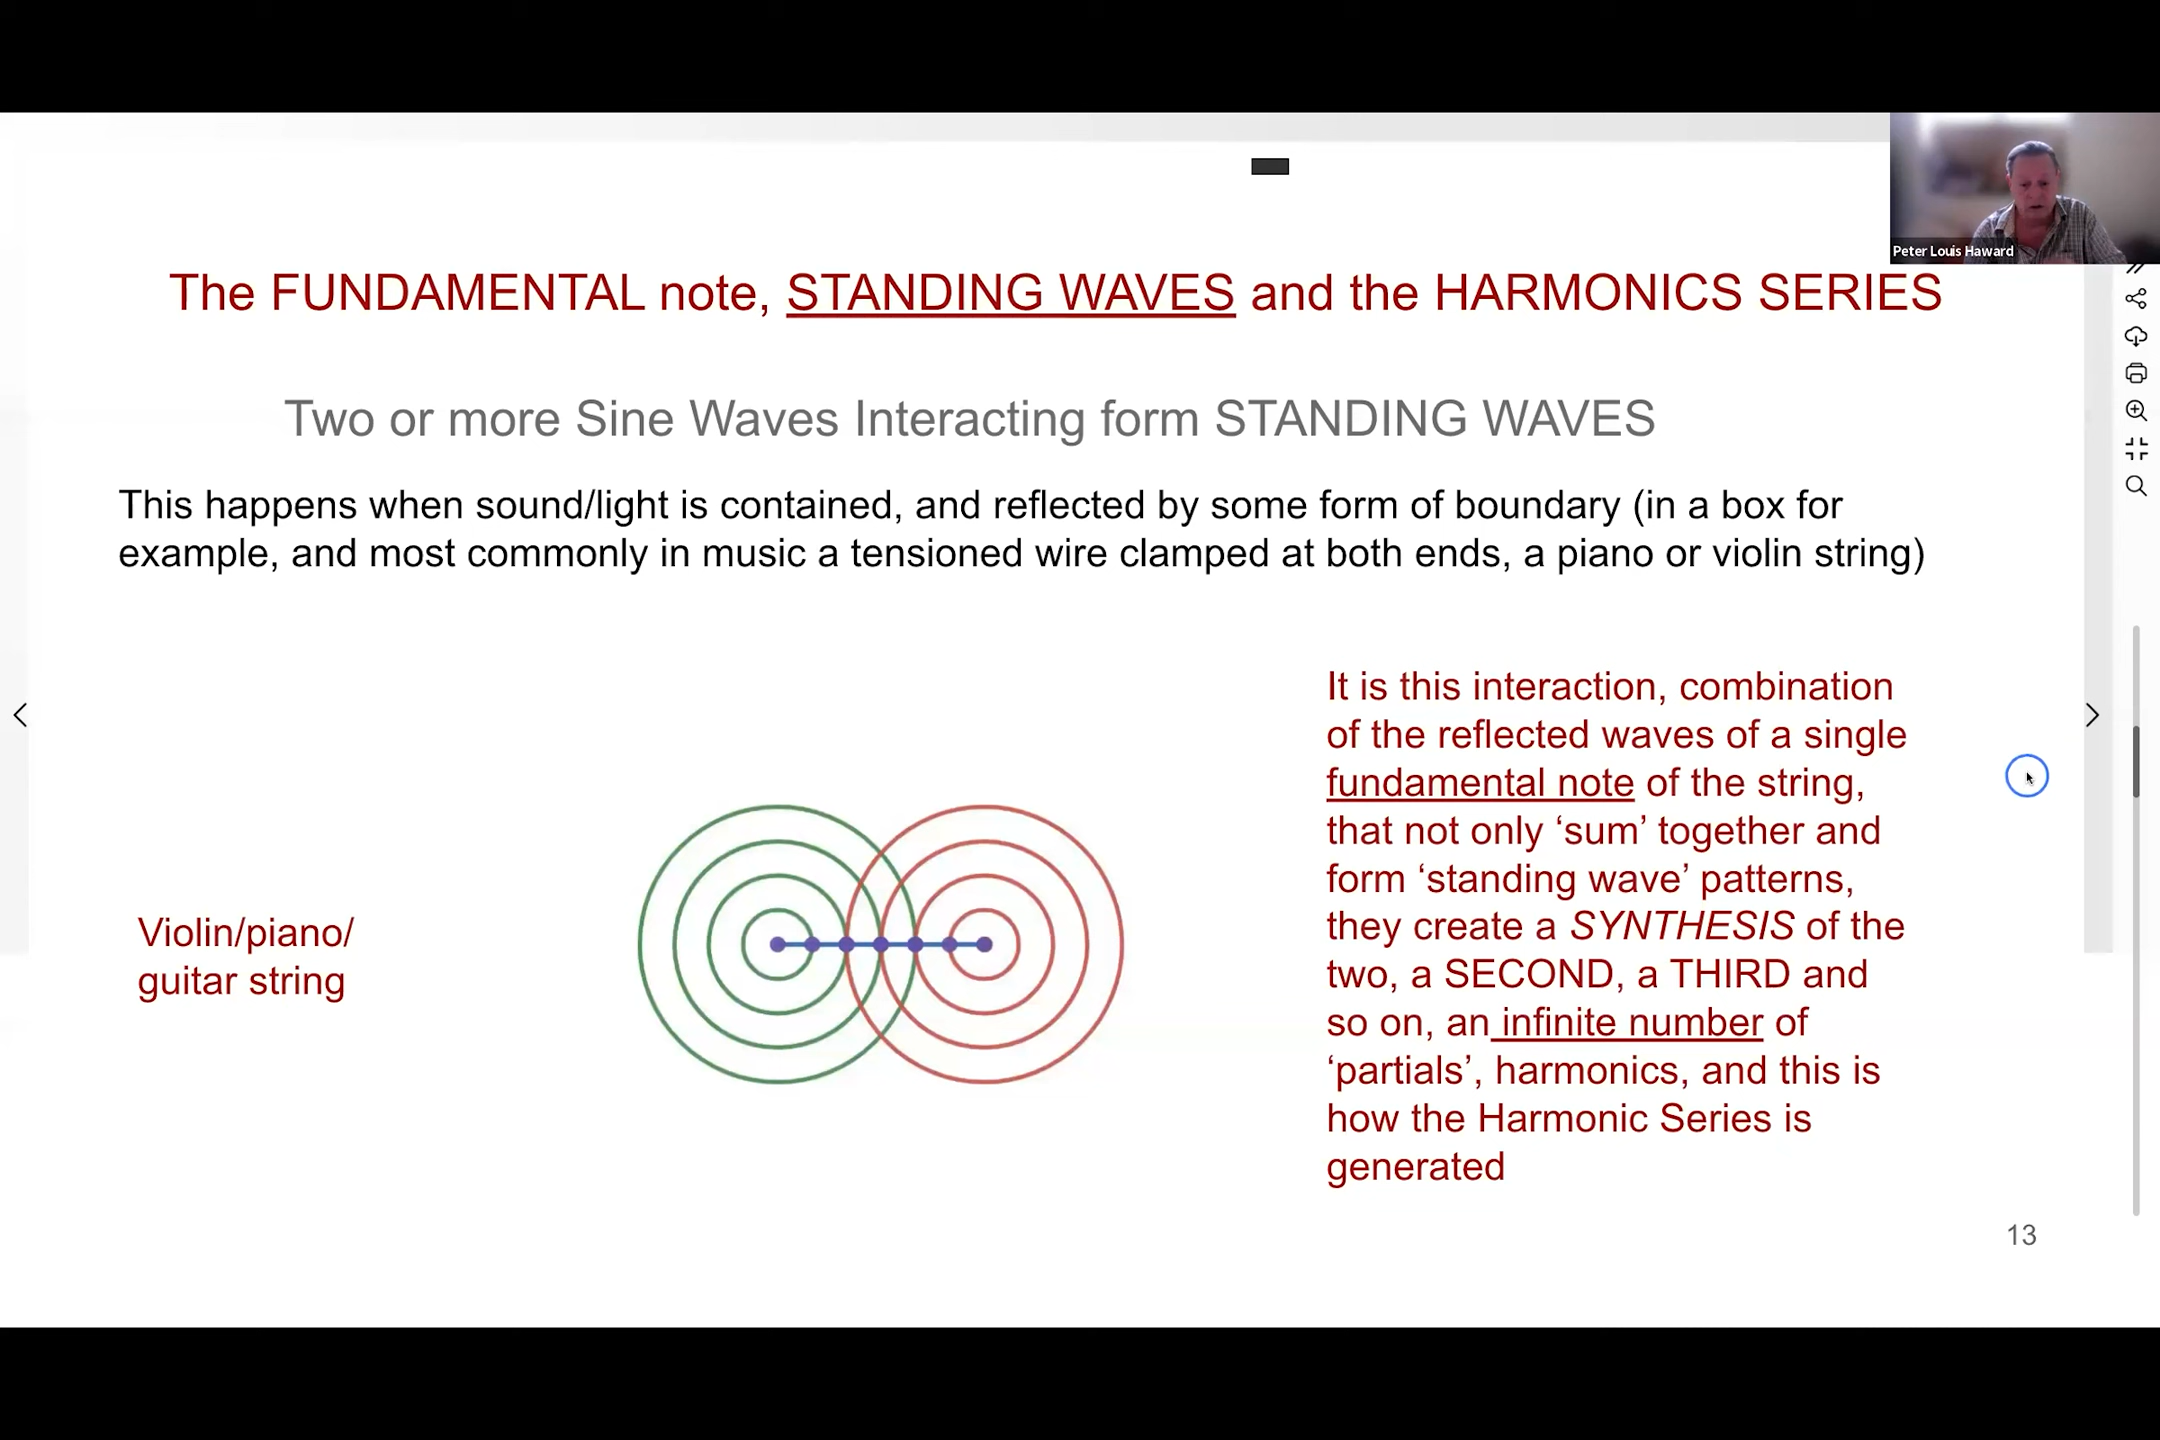 Peter Louis Haward
The FUNDAMENTAL note, STANDING WAVES and the HARMONICS SERIES
Two or more Sine Waves Interacting form STANDING WAVES
This happens when sound/light is contained, and reflected by some form of boundary (in a box for
example, and most commonly in music a tensioned wire clamped at both ends, a piano or violin string)
Violin/piano/
guitar string
It is this interaction, combination
of the reflected waves of a single
fundamental note of the string,
that not only ‘sum’ together and
form ‘standing wave’ patterns,
they create a SYNTHESIS of the
two, a SECOND, a THIRD and
so on, an infinite number of
‘partials’, harmonics, and this is
how the Harmonic Series is
generated
13